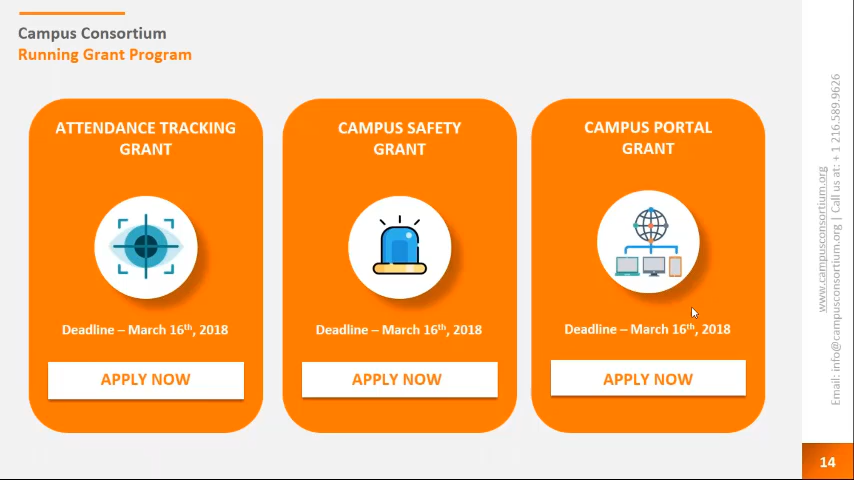 Campus Consortium
Running Grant Program
ATTENDANCE TRACKING
GRANT
Deadline – March 16th, 2018
APPLY NOW
CAMPUS SAFETY
GRANT
Deadline – March 16th, 2018
APPLY NOW
CAMPUS PORTAL
GRANT
Deadline – March 16th, 2018
APPLY NOW
www.campusconsortium.org
Email: info@campusconsortium.org | Call us at: + 1 216.589.9626
14